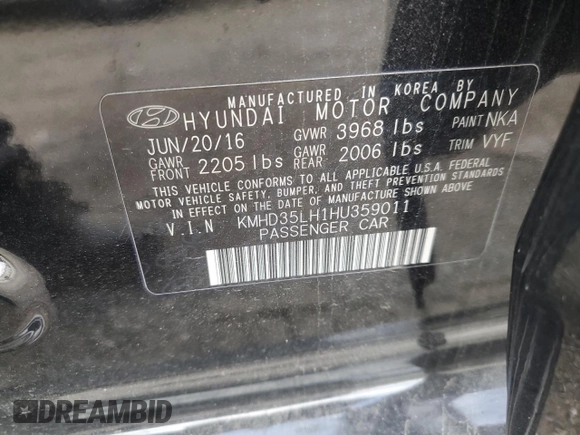 MANUFACTURED IN KOREA BY
HYUNDAI MOTOR COMPANY
JUN/20/16 GVWR 3968 lbs PAINT NKA
GAWR FRONT 2205 lbs GAWR REAR 2006 lbs TRIM VYF
THIS VEHICLE CONFORMS TO ALL APPLICABLE U.S.A. FEDERAL
MOTOR VEHICLE SAFETY, BUMPER, AND THEFT PREVENTION STANDARDS
IN EFFECT ON THE DATE OF MANUFACTURE SHOWN ABOVE
V.I.N KMHD35LH1HU359011
PASSENGER CAR
DREAMBID